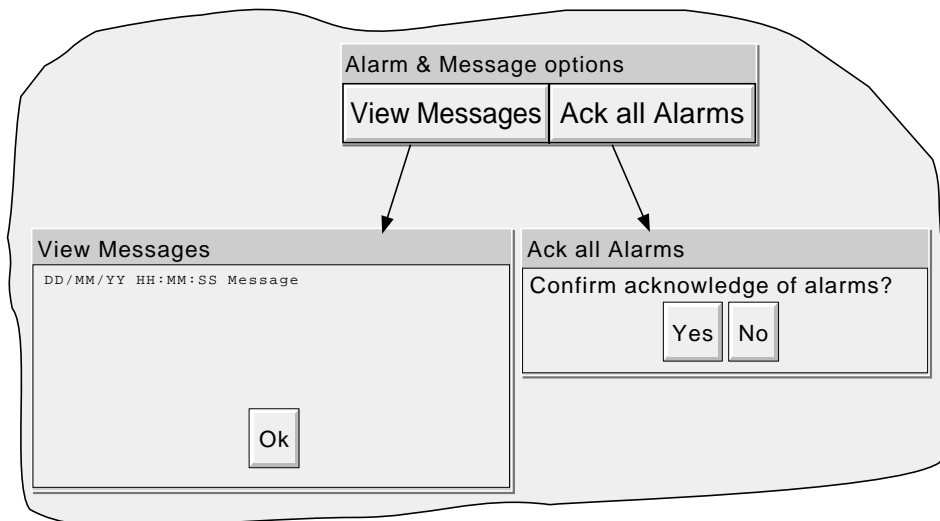 Alarm & Message options
View Messages Ack all Alarms
View Messages
DD/MM/YY HH:MM:SS Message
Ok
Ack all Alarms
Confirm acknowledge of alarms?
Yes No